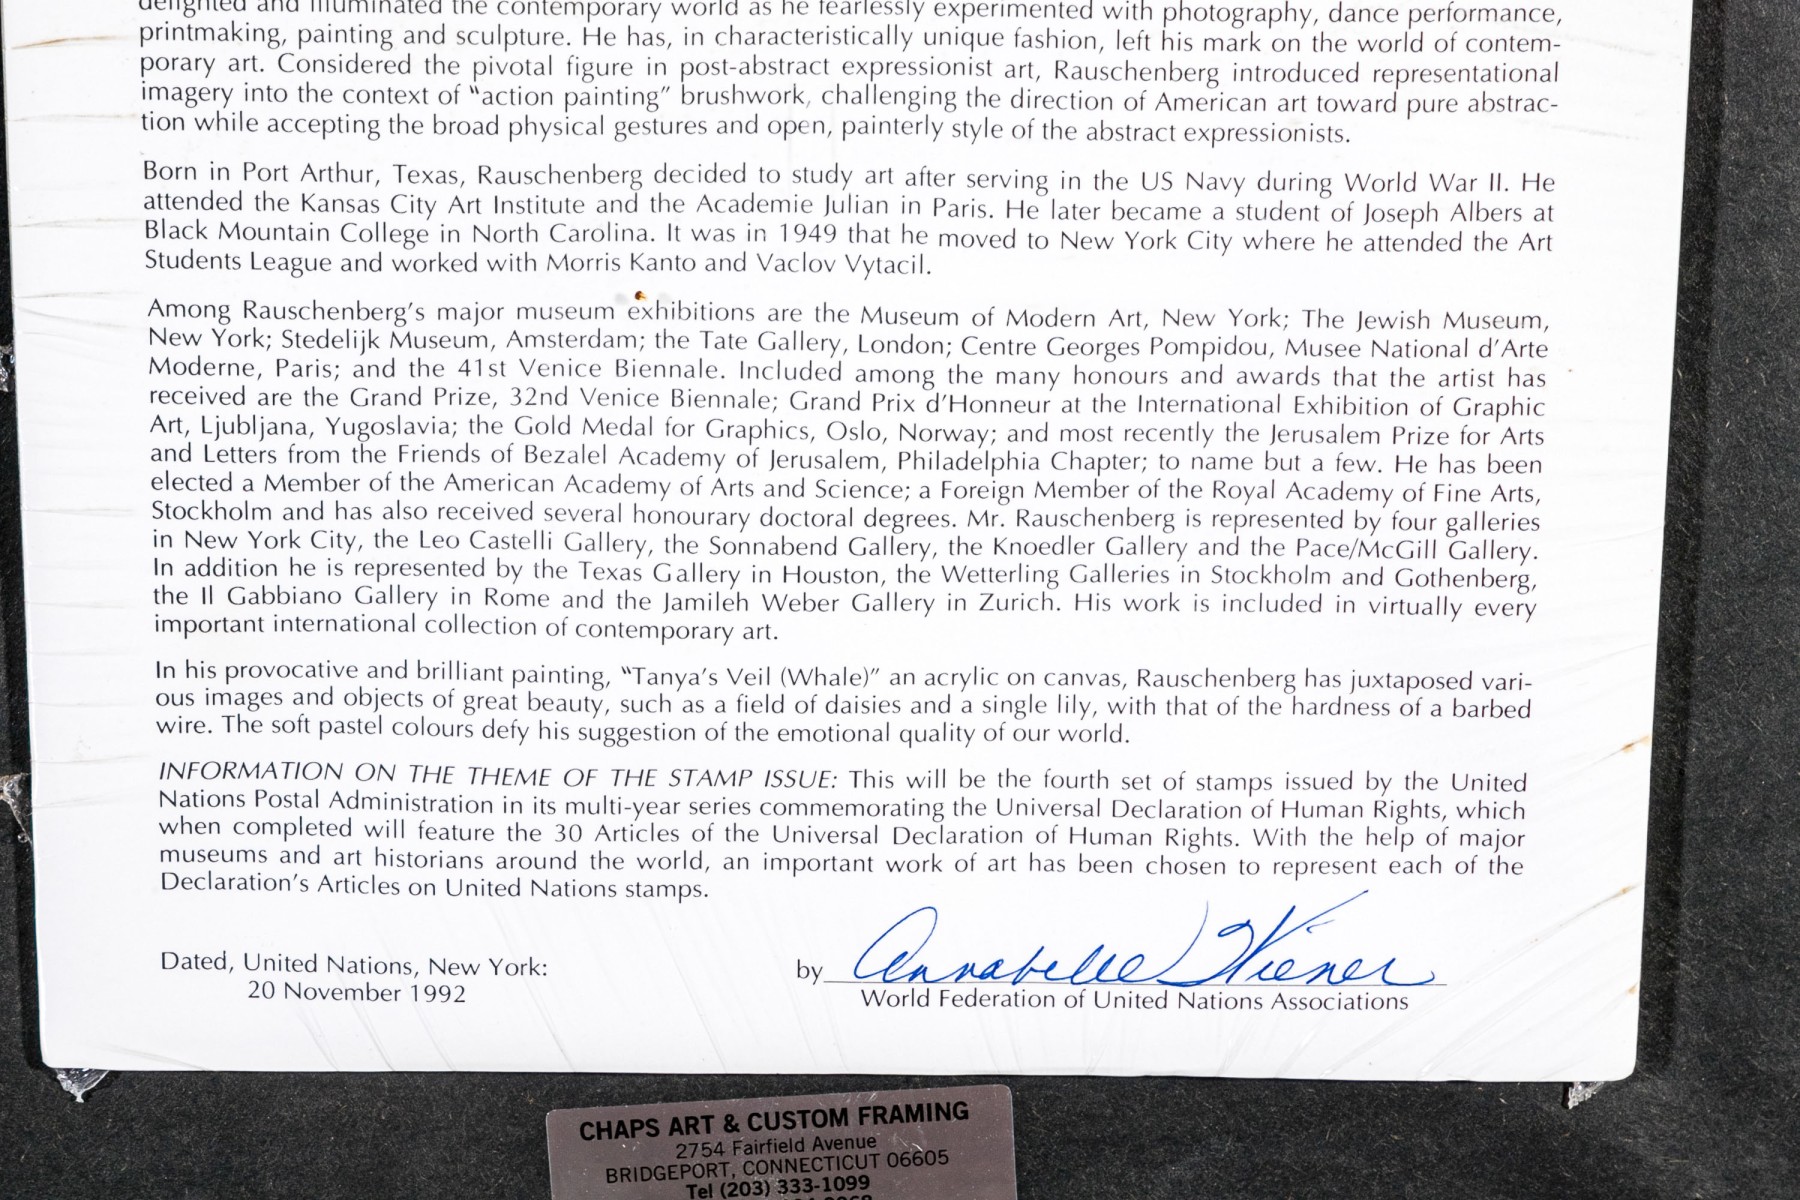 delighted and illuminated the contemporary world as he fearlessly experimented with photography, dance performance,
printmaking, painting and sculpture. He has, in characteristically unique fashion, left his mark on the world of contem-
porary art. Considered the pivotal figure in post-abstract expressionist art, Rauschenberg introduced representational
imagery into the context of "action painting" brushwork, challenging the direction of American art toward pure abstrac-
tion while accepting the broad physical gestures and open, painterly style of the abstract expressionists.
Born in Port Arthur, Texas, Rauschenberg decided to study art after serving in the US Navy during World War II. He
attended the Kansas City Art Institute and the Academie Julian in Paris. He later became a student of Joseph Albers at
Black Mountain College in North Carolina. It was in 1949 that he moved to New York City where he attended the Art
Students League and worked with Morris Kanto and Vaclov Vytacil.
Among Rauschenberg's major museum exhibitions are the Museum of Modern Art, New York; The Jewish Museum,
New York; Stedelijk Museum, Amsterdam; the Tate Gallery, London; Centre Georges Pompidou, Musee National d'Arte
Moderne, Paris; and the 41st Venice Biennale. Included among the many honours and awards that the artist has
received are the Grand Prize, 32nd Venice Biennale; Grand Prix d'Honneur at the International Exhibition of Graphic
Art, Ljubljana, Yugoslavia; the Gold Medal for Graphics, Oslo, Norway; and most recently the Jerusalem Prize for Arts
and Letters from the Friends of Bezalel Academy of Jerusalem, Philadelphia Chapter; to name but a few. He has been
elected a Member of the American Academy of Arts and Science; a Foreign Member of the Royal Academy of Fine Arts,
Stockholm and has also received several honourary doctoral degrees. Mr. Rauschenberg is represented by four galleries
in New York City, the Leo Castelli Gallery, the Sonnabend Gallery, the Knoedler Gallery and the Pace/McGill Gallery.
In addition he is represented by the Texas Gallery in Houston, the Wetterling Galleries in Stockholm and Gothenberg,
the Il Gabbiano Gallery in Rome and the Jamileh Weber Gallery in Zurich. His work is included in virtually every
important international collection of contemporary art.
In his provocative and brilliant painting, "Tanya's Veil (Whale)" an acrylic on canvas, Rauschenberg has juxtaposed vari-
ous images and objects of great beauty, such as a field of daisies and a single lily, with that of the hardness of a barbed
wire. The soft pastel colours defy his suggestion of the emotional quality of our world.
INFORMATION ON THE THEME OF THE STAMP ISSUE: This will be the fourth set of stamps issued by the United
Nations Postal Administration in its multi-year series commemorating the Universal Declaration of Human Rights, which
when completed will feature the 30 Articles of the Universal Declaration of Human Rights. With the help of major
museums and art historians around the world, an important work of art has been chosen to represent each of the
Declaration's Articles on United Nations stamps.
Dated, United Nations, New York:
20 November 1992
by Annabelle Wiener
World Federation of United Nations Associations
CHAPS ART & CUSTOM FRAMING
2754 Fairfield Avenue
BRIDGEPORT, CONNECTICUT 06605
Tel (203) 333-1099